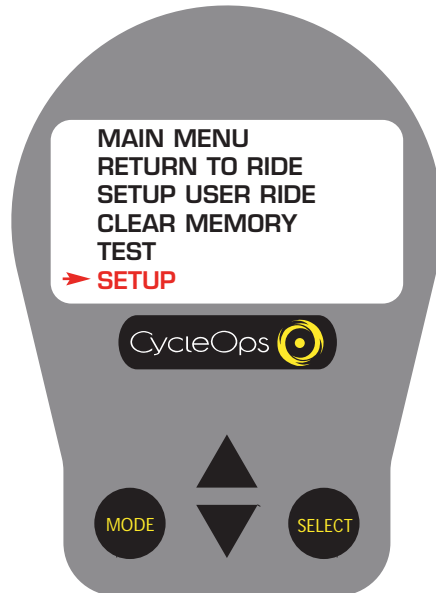 MAIN MENU
RETURN TO RIDE
SETUP USER RIDE
CLEAR MEMORY
TEST
SETUP
CycleOps
MODE
SELECT